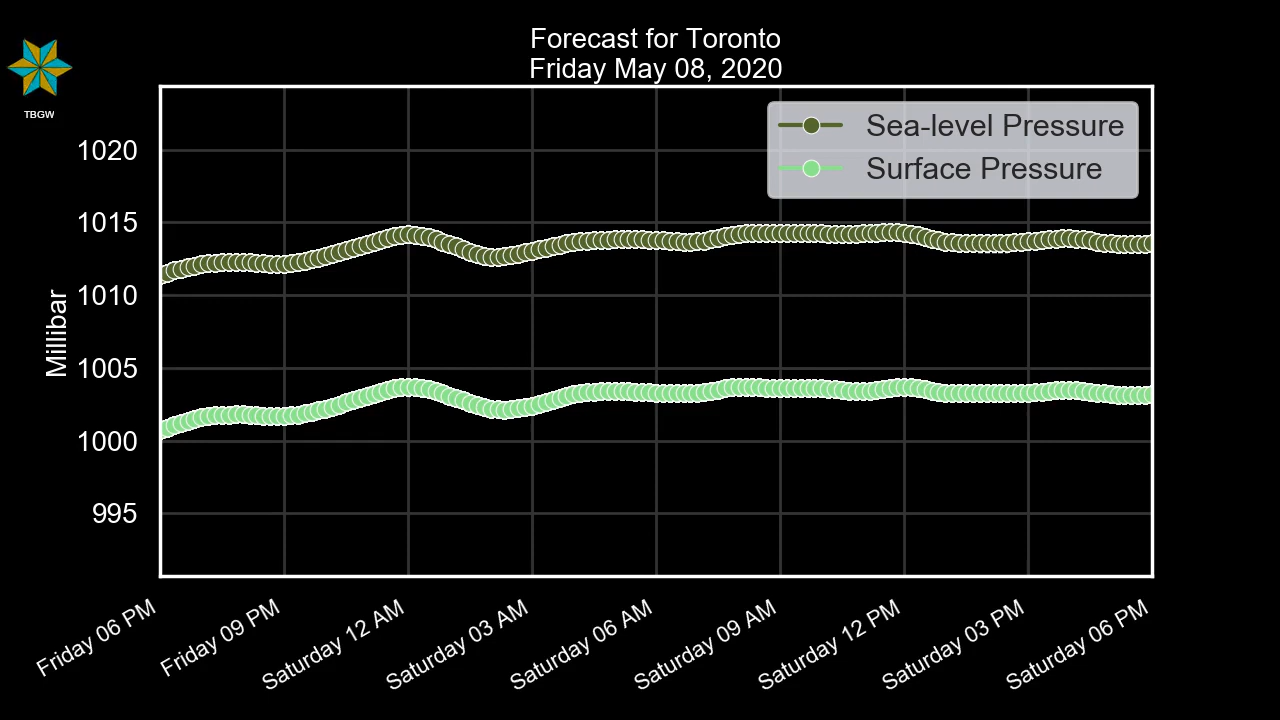 Forecast for Toronto
Friday May 08, 2020
TBGW
Sea-level Pressure
Surface Pressure
Millibar
1020
1015
1010
1005
1000
995
Friday 06 PM
Friday 09 PM
Saturday 12 AM
Saturday 03 AM
Saturday 06 AM
Saturday 09 AM
Saturday 12 PM
Saturday 03 PM
Saturday 06 PM